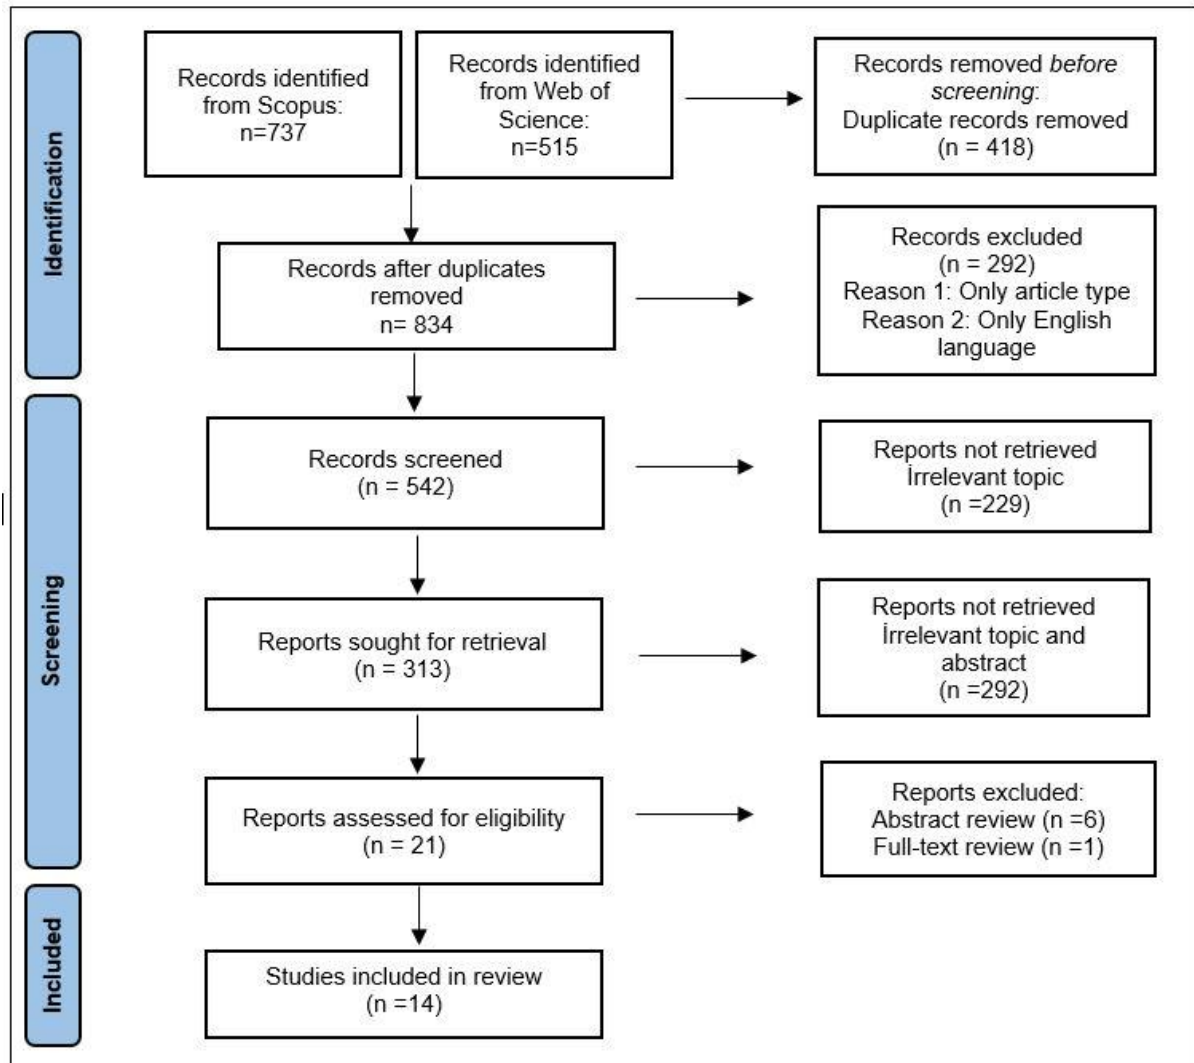 Identification
Records identified
from Scopus:
n=737
Records identified
from Web of
Science:
n=515
Records removed before
screening:
Duplicate records removed
(n = 418)
Records after duplicates
removed
n= 834
Records excluded
(n = 292)
Reason 1: Only article type
Reason 2: Only English
language
Screening
Records screened
(n = 542)
Reports not retrieved
İrrelevant topic
(n =229)
Reports sought for retrieval
(n = 313)
Reports not retrieved
İrrelevant topic and
abstract
(n =292)
Reports assessed for eligibility
(n = 21)
Reports excluded:
Abstract review (n =6)
Full-text review (n =1)
Included
Studies included in review
(n =14)